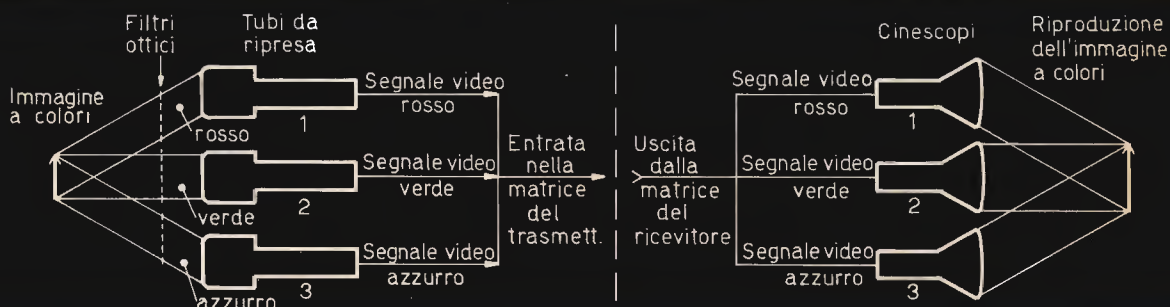 Filtri
ottici
Tubi da
ripresa
Immagine
a colori
rosso
1
Segnale video
rosso
verde
2
Segnale video
verde
azzurro
3
Segnale video
azzurro
Entrata
nella
matrice
del
trasmett.
Uscita
dalla
matrice
del
ricevitore
Segnale video
rosso
Segnale video
verde
Segnale video
azzurro
Cinescopi
1
2
3
Riproduzione
dell'immagine
a colori